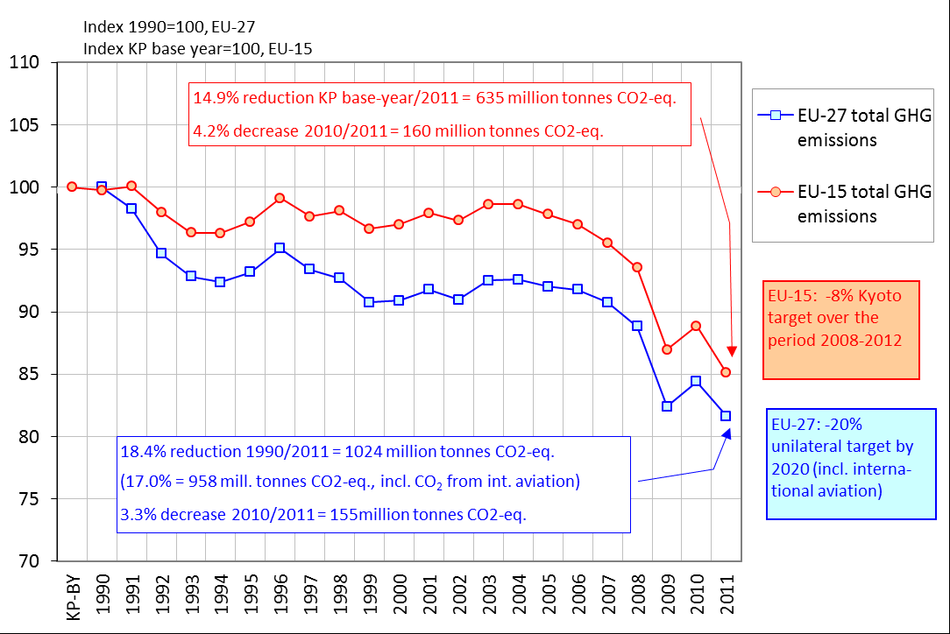 Index 1990=100, EU-27
Index KP base year=100, EU-15
110
105
100
95
90
85
80
75
70
14.9% reduction KP base-year/2011 = 635 million tonnes CO2-eq.
4.2% decrease 2010/2011 = 160 million tonnes CO2-eq.
18.4% reduction 1990/2011 = 1024 million tonnes CO2-eq.
(17.0% = 958 mill. tonnes CO2-eq., incl. CO₂ from int. aviation)
3.3% decrease 2010/2011 = 155million tonnes CO2-eq.
KP-BY
1990
1991
1992
1993
1994
1995
1996
1997
1998
1999
2000
2001
2002
2003
2004
2005
2006
2007
2008
2009
2010
2011
EU-27 total GHG
emissions
EU-15 total GHG
emissions
EU-15: -8% Kyoto
target over the
period 2008-2012
EU-27: -20%
unilateral target by
2020 (incl. interna-
tional aviation)